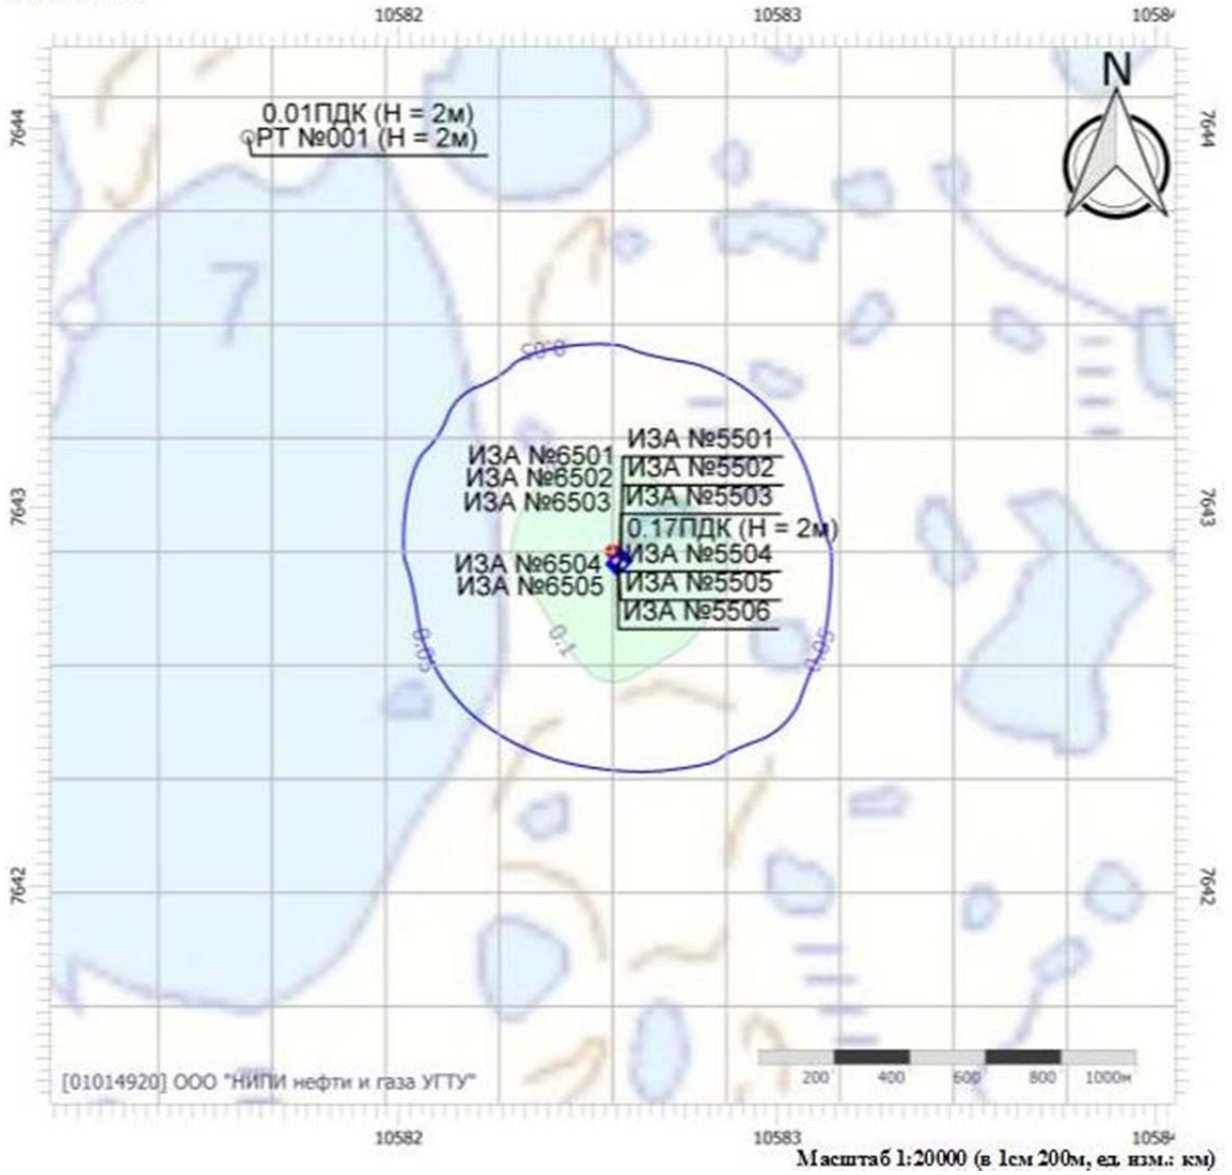 10582 10583 1058
N
7644 7644
0.01ПДК (Н = 2м)
РТ №001 (Н = 2м)
7
0.05
ИЗА №5501
ИЗА №6501
ИЗА №5502
ИЗА №6502
ИЗА №5503
ИЗА №6503
7643 7643
0.17ПДК (Н = 2м)
ИЗА №5504
ИЗА №6504
ИЗА №5505
ИЗА №6505
ИЗА №5506
0.1
0.05 0.05
7642 7642
200 400 600 800 1000м
[01014920] ООО "НИПИ нефти и газа УГТУ"
10582 10583 1058
Масштаб 1:20000 (в 1см 200м, ед. изм.: км)